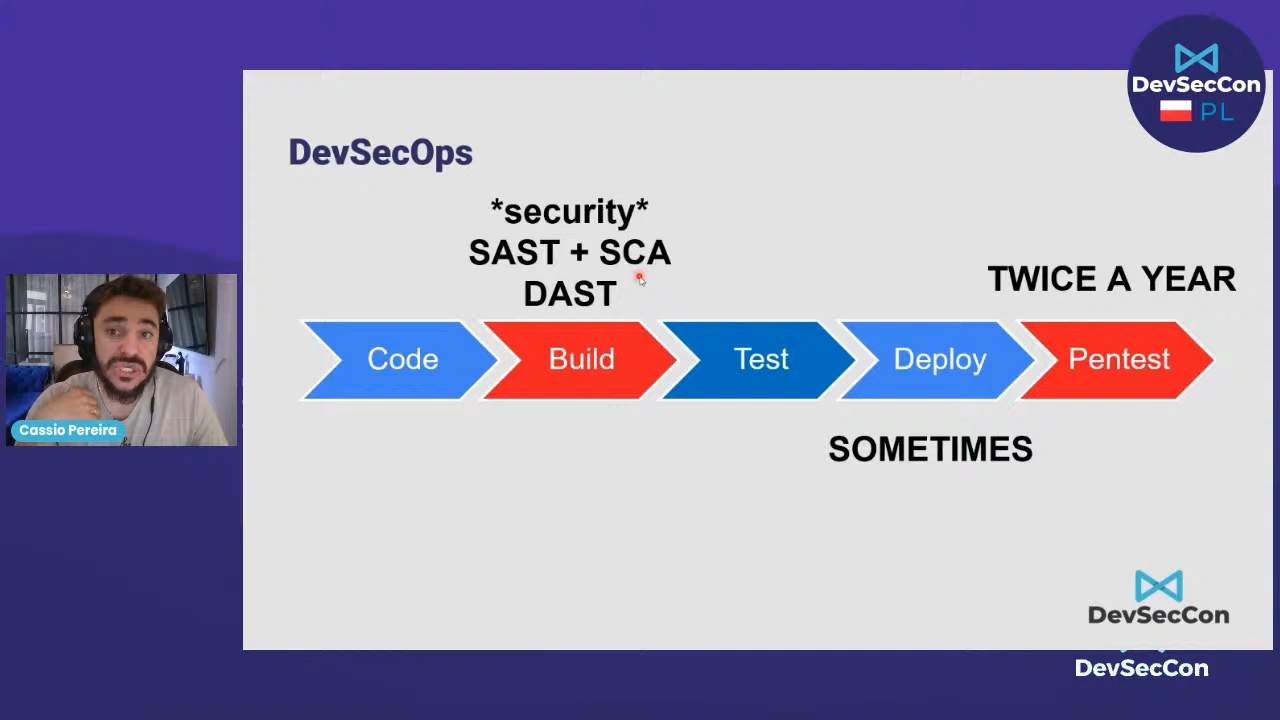 DevSecCon
PL
DevSecOps
*security*
SAST + SCA
DAST
TWICE A YEAR
Code
Build
Test
Deploy
Pentest
Cassio Pereira
SOMETIMES
DevSecCon
DevSecCon